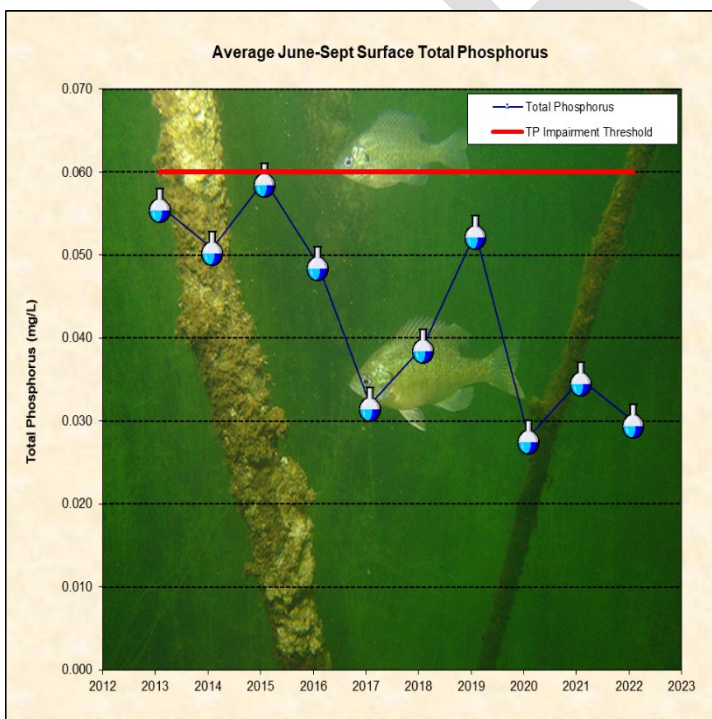 Average June-Sept Surface Total Phosphorus
0.070
Total Phosphorus
TP Impairment Threshold
0.060
0.050
0.040
Total Phosphorus (mg/L)
0.030
0.020
0.010
0.000
2012 2013 2014 2015 2016 2017 2018 2019 2020 2021 2022 2023